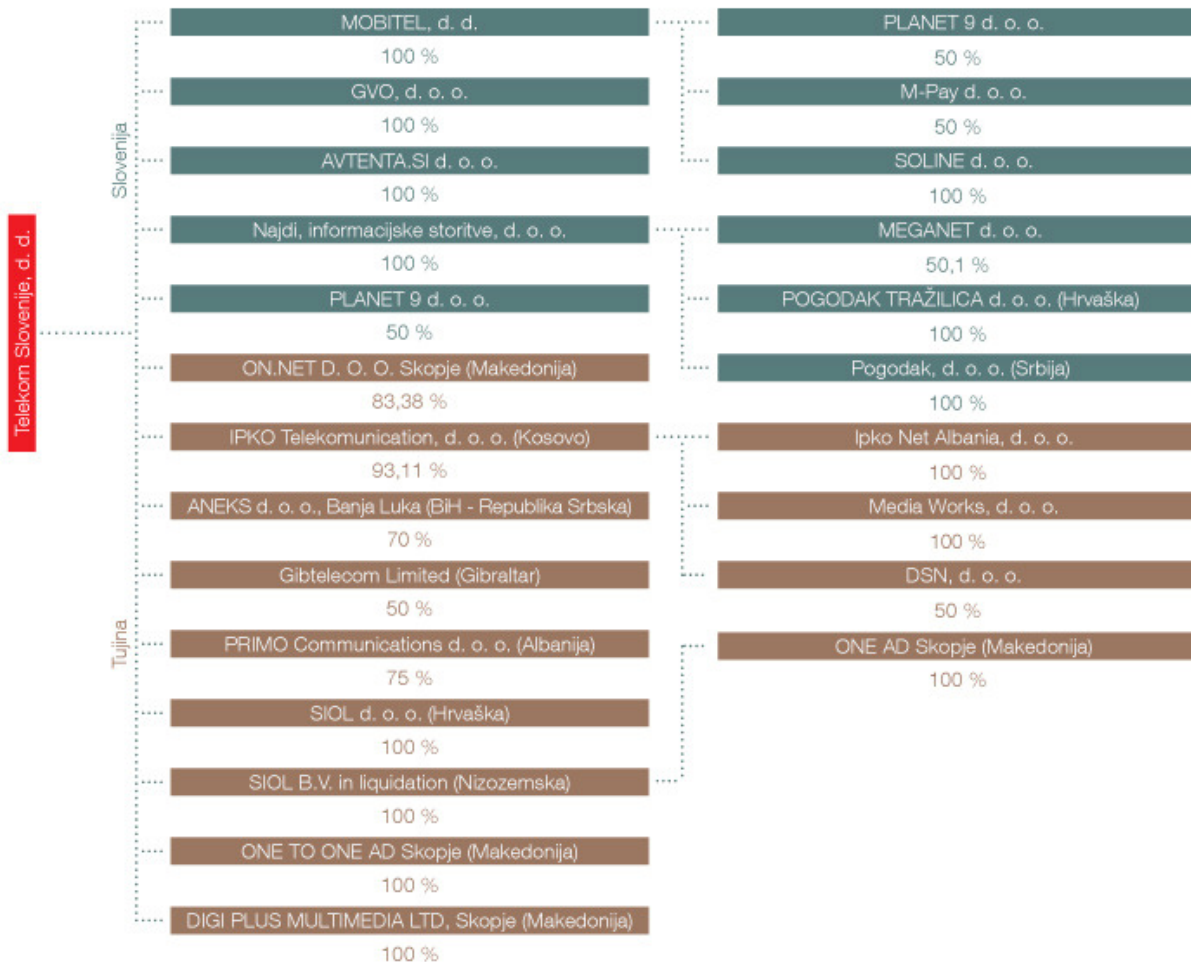 Telekom Slovenije, d. d.
Slovenija
MOBITEL, d. d.
100 %
GVO, d. o. o.
100 %
AVTENTA.SI d. o. o.
100 %
Najdi, informacijske storitve, d. o. o.
100 %
PLANET 9 d. o. o.
50 %
Tujina
ON.NET D. O. O. Skopje (Makedonija)
83,38 %
IPKO Telekomunication, d. o. o. (Kosovo)
93,11 %
ANEKS d. o. o., Banja Luka (BiH - Republika Srbska)
70 %
Gibtelecom Limited (Gibraltar)
50 %
PRIMO Communications d. o. o. (Albanija)
75 %
SIOL d. o. o. (Hrvaška)
100 %
SIOL B.V. in liquidation (Nizozemska)
100 %
ONE TO ONE AD Skopje (Makedonija)
100 %
DIGI PLUS MULTIMEDIA LTD, Skopje (Makedonija)
100 %
PLANET 9 d. o. o.
50 %
M-Pay d. o. o.
50 %
SOLINE d. o. o.
100 %
MEGANET d. o. o.
50,1 %
POGODAK TRAŽILICA d. o. o. (Hrvaška)
100 %
Pogodak, d. o. o. (Srbija)
100 %
Ipko Net Albania, d. o. o.
100 %
Media Works, d. o. o.
100 %
DSN, d. o. o.
50 %
ONE AD Skopje (Makedonija)
100 %